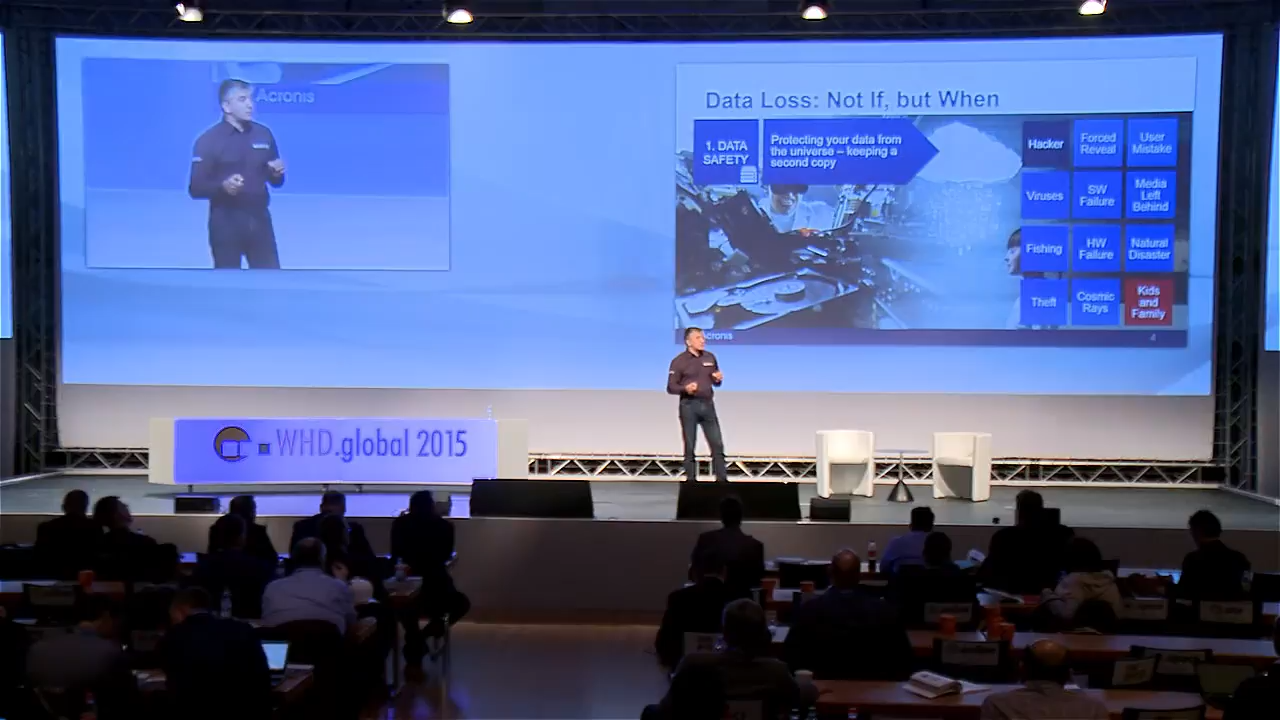 Acronis
Data Loss: Not If, but When
1. DATA
SAFETY
Protecting your data from
the universe – keeping a
second copy
Hacker
Forced
Reveal
User
Mistake
Viruses
SW
Failure
Media
Left
Behind
Fishing
HW
Failure
Natural
Disaster
Theft
Cosmic
Rays
Kids
and
Family
Acronis
4
WHD.global 2015